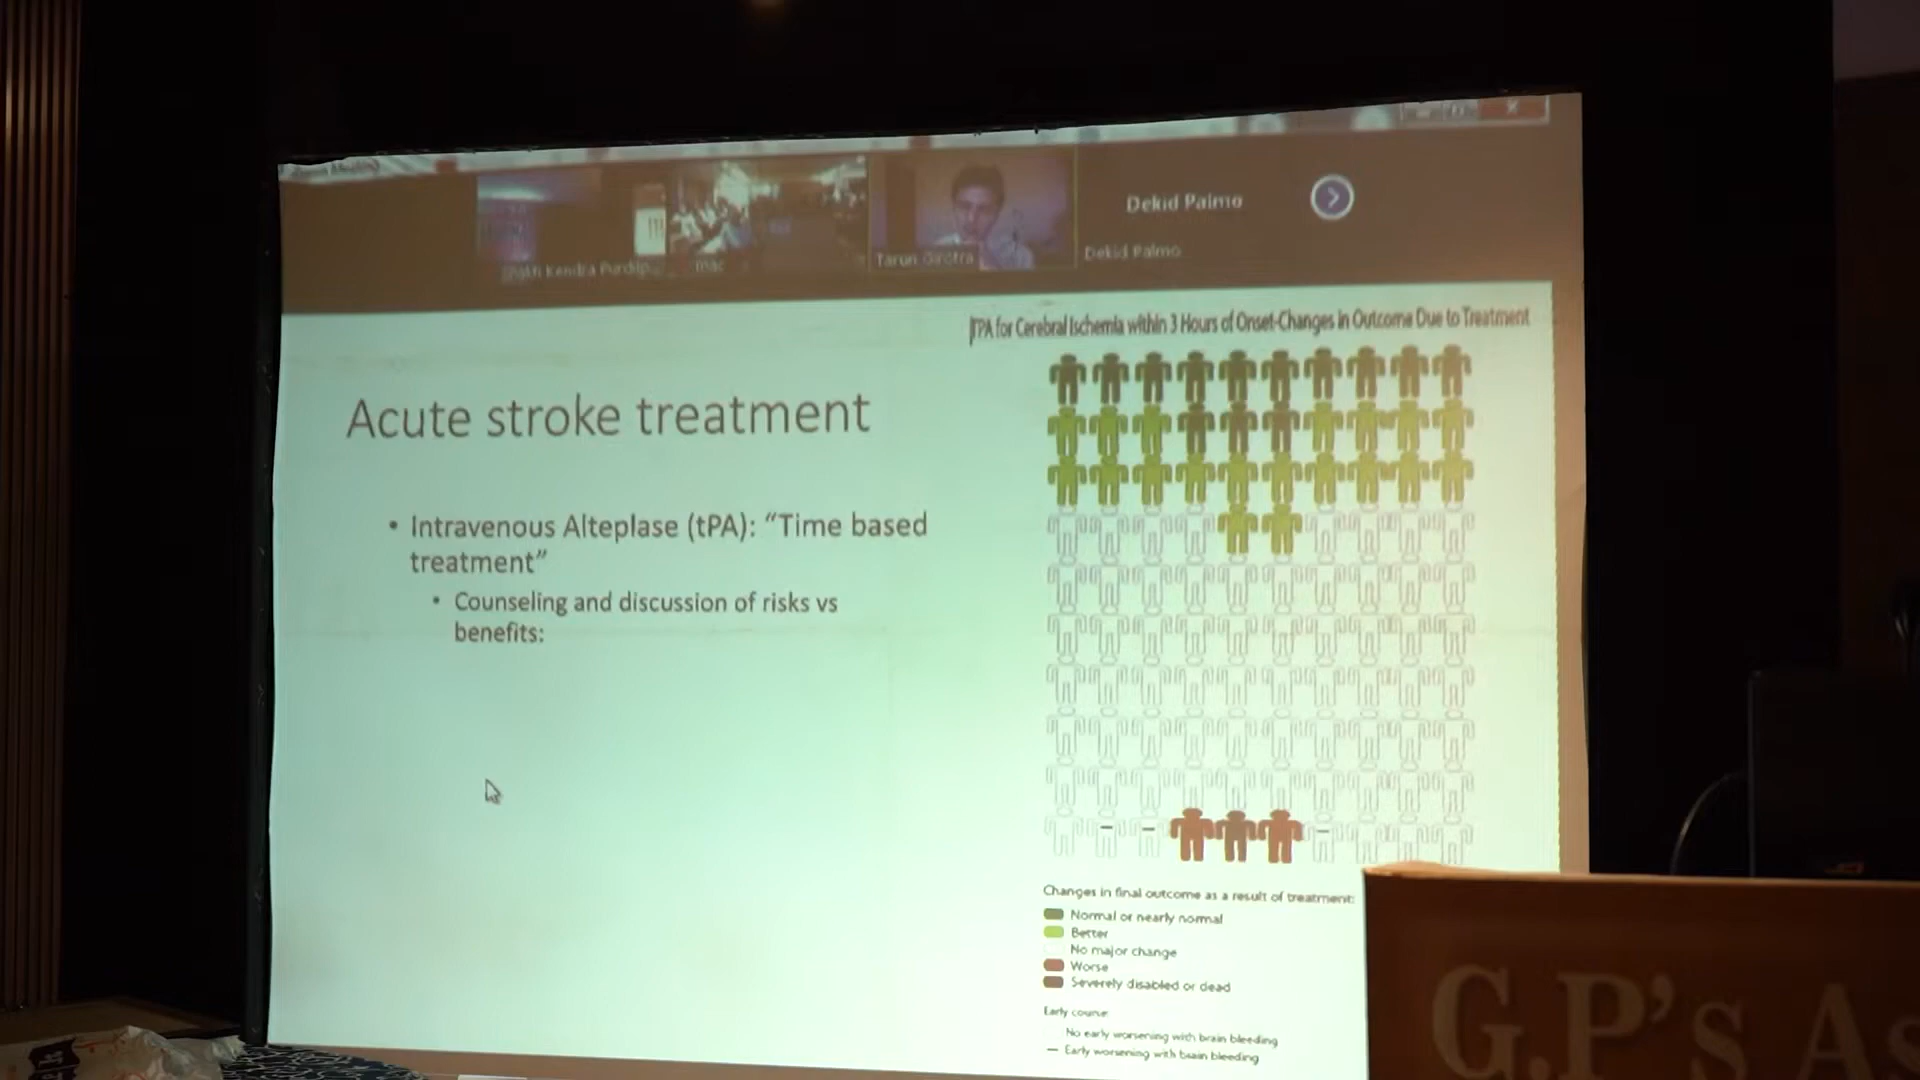 Dekid Palmo
Tarun Girotra
Dekid Palmo
TPA for Cerebral Ischemia within 3 Hours of Onset-Changes in Outcome Due to Treatment
Acute stroke treatment
• Intravenous Alteplase (tPA): “Time based
treatment”
• Counseling and discussion of risks vs
benefits:
Changes in final outcome as a result of treatment:
Normal or nearly normal
Better
No major change
Worse
Severely disabled or dead
Early course:
No early worsening with brain bleeding
Early worsening with brain bleeding
G.P's As